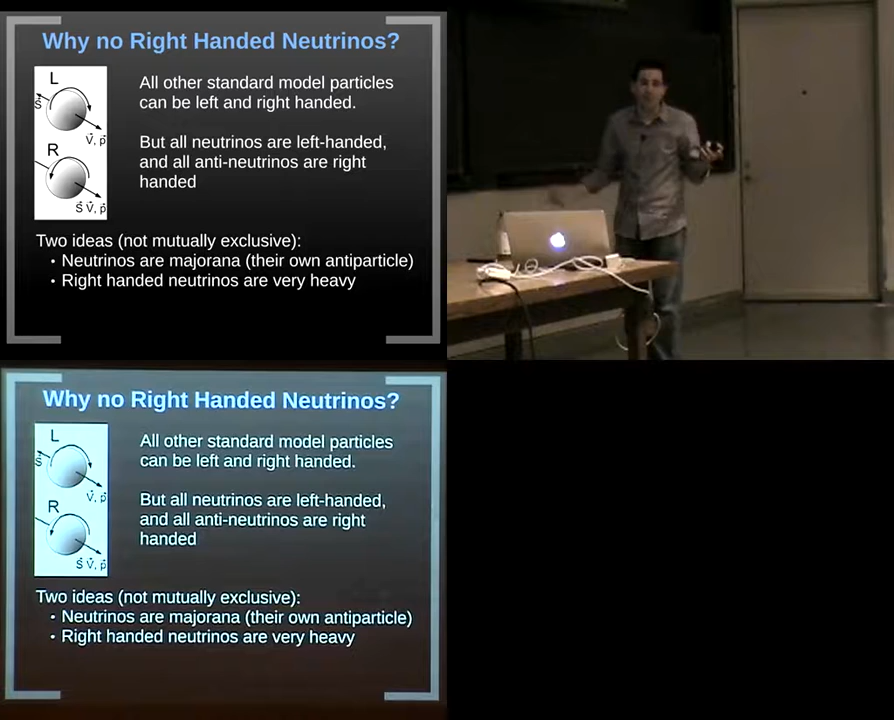 Why no Right Handed Neutrinos?
L
All other standard model particles
can be left and right handed.
S
V, p
But all neutrinos are left-handed,
and all anti-neutrinos are right
handed
R
S V, p
Two ideas (not mutually exclusive):
• Neutrinos are majorana (their own antiparticle)
• Right handed neutrinos are very heavy
Why no Right Handed Neutrinos?
L
All other standard model particles
can be left and right handed.
S
V, p
But all neutrinos are left-handed,
and all anti-neutrinos are right
handed
R
S V, p
Two ideas (not mutually exclusive):
• Neutrinos are majorana (their own antiparticle)
• Right handed neutrinos are very heavy